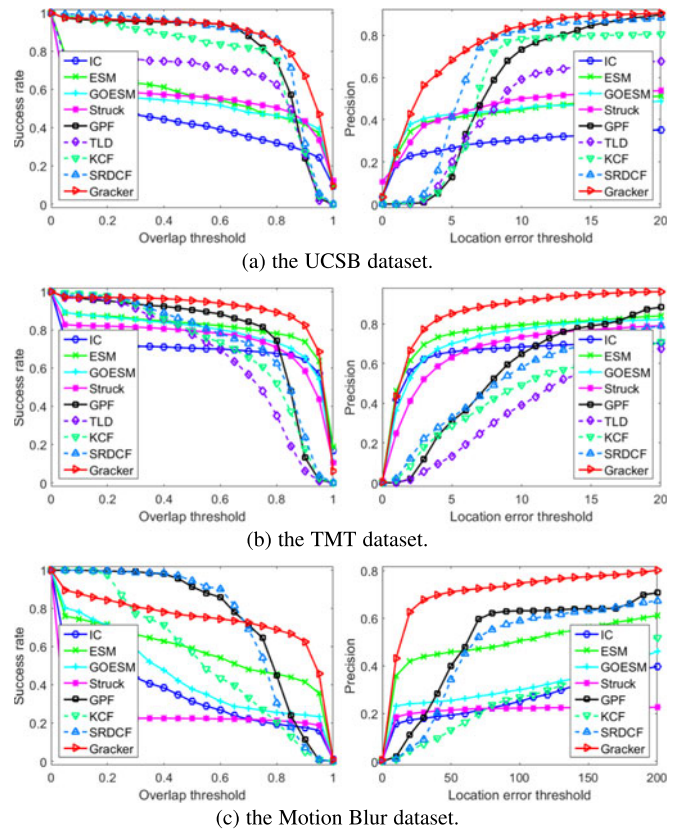 1
0.8
0.6
0.4
0.2
0
0
0.2
0.4
0.6
0.8
1
Success rate
Overlap threshold
IC
ESM
GOESM
Struck
GPF
TLD
KCF
SRDCF
Gracker
0.8
0.6
0.4
0.2
0
0
5
10
15
20
Precision
Location error threshold
IC
ESM
GOESM
Struck
GPF
TLD
KCF
SRDCF
Gracker
(a) the UCSB dataset.
1
0.8
0.6
0.4
0.2
0
0
0.2
0.4
0.6
0.8
1
Success rate
Overlap threshold
IC
ESM
GOESM
Struck
GPF
TLD
KCF
SRDCF
Gracker
0.8
0.6
0.4
0.2
0
0
5
10
15
20
Precision
Location error threshold
IC
ESM
GOESM
Struck
GPF
TLD
KCF
SRDCF
Gracker
(b) the TMT dataset.
1
0.8
0.6
0.4
0.2
0
0
0.2
0.4
0.6
0.8
1
Success rate
Overlap threshold
IC
ESM
GOESM
Struck
GPF
KCF
SRDCF
Gracker
0.8
0.6
0.4
0.2
0
0
50
100
150
200
Precision
Location error threshold
IC
ESM
GOESM
Struck
GPF
KCF
SRDCF
Gracker
(c) the Motion Blur dataset.